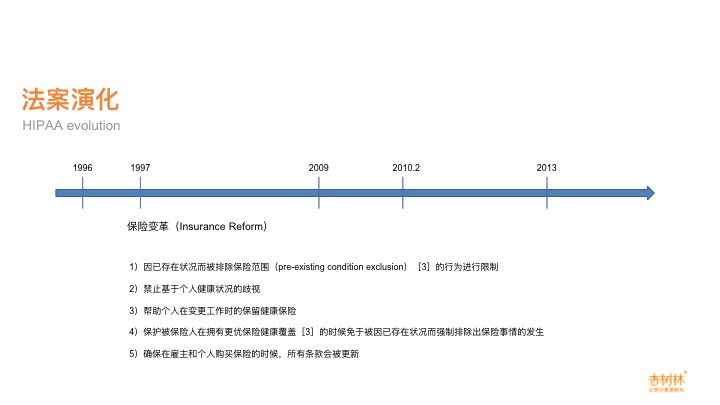 法案演化
HIPAA evolution
1996 1997 2009 2010.2 2013
保险变革（Insurance Reform）
1）因已存在状况而被排除保险范围（pre-existing condition exclusion）［3］的行为进行限制
2）禁止基于个人健康状况的歧视
3）帮助个人在变更工作时的保留健康保险
4）保护被保险人在拥有更优保险健康覆盖［3］的时候免于被因已存在状况而强制排除出保险事情的发生
5）确保在雇主和个人购买保险的时候，所有条款会被更新
杏树林